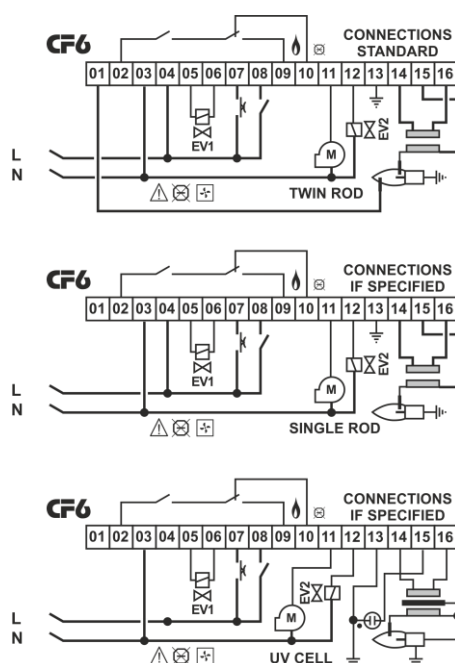 CF6 CONNECTIONS STANDARD
01 02 03 04 05 06 07 08 09 10 11 12 13 14 15 16
EV1
EV2
M
L
N
TWIN ROD
CF6 CONNECTIONS IF SPECIFIED
01 02 03 04 05 06 07 08 09 10 11 12 13 14 15 16
EV1
EV2
M
L
N
SINGLE ROD
CF6 CONNECTIONS IF SPECIFIED
01 02 03 04 05 06 07 08 09 10 11 12 13 14 15 16
EV1
EV2
M
L
N
UV CELL